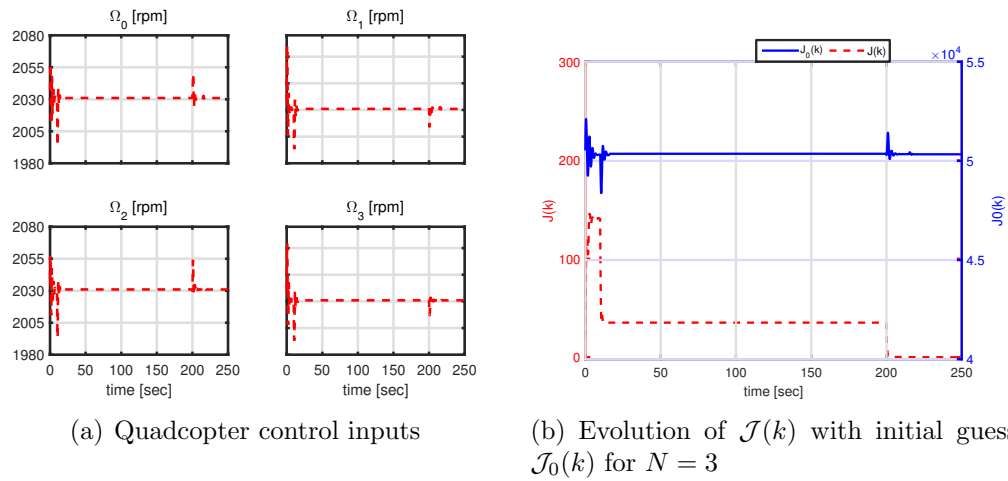 Ω0 [rpm]
Ω1 [rpm]
2080
2055
2030
2005
1980
Ω2 [rpm]
Ω3 [rpm]
2080
2055
2030
2005
1980
0 50 100 150 200 250
0 50 100 150 200 250
time [sec]
time [sec]
(a) Quadcopter control inputs
J0(k) J(k)
×10^4
300
200
100
0
J(k)
5.5
5
4.5
4
J0(k)
0 50 100 150 200 250
time [sec]
(b) Evolution of J(k) with initial gues
J0(k) for N = 3